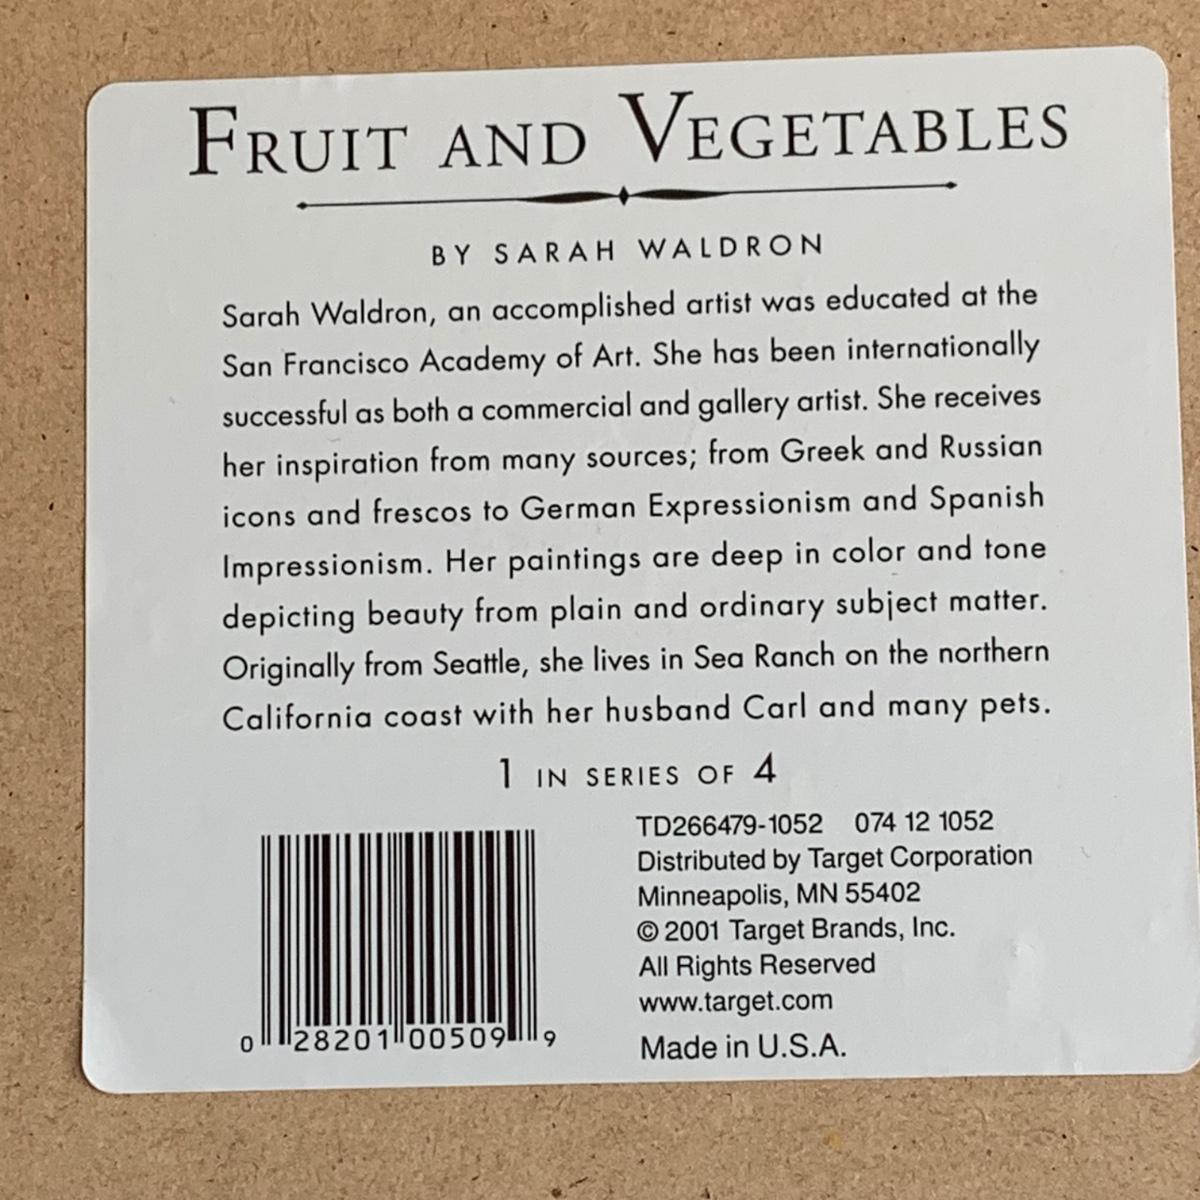 FRUIT AND VEGETABLES
BY SARAH WALDRON
Sarah Waldron, an accomplished artist was educated at the
San Francisco Academy of Art. She has been internationally
successful as both a commercial and gallery artist. She receives
her inspiration from many sources; from Greek and Russian
icons and frescos to German Expressionism and Spanish
Impressionism. Her paintings are deep in color and tone
depicting beauty from plain and ordinary subject matter.
Originally from Seattle, she lives in Sea Ranch on the northern
California coast with her husband Carl and many pets.
1 IN SERIES OF 4
TD266479-1052 074 12 1052
Distributed by Target Corporation
Minneapolis, MN 55402
© 2001 Target Brands, Inc.
All Rights Reserved
www.target.com
Made in U.S.A.
0 28201 00509 9